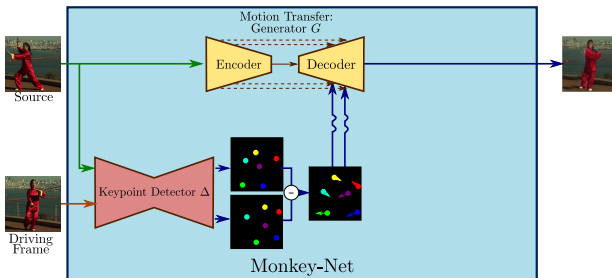 Motion Transfer:
Generator G
Encoder
Decoder
Source
Keypoint Detector Δ
-
Driving
Frame
Monkey-Net